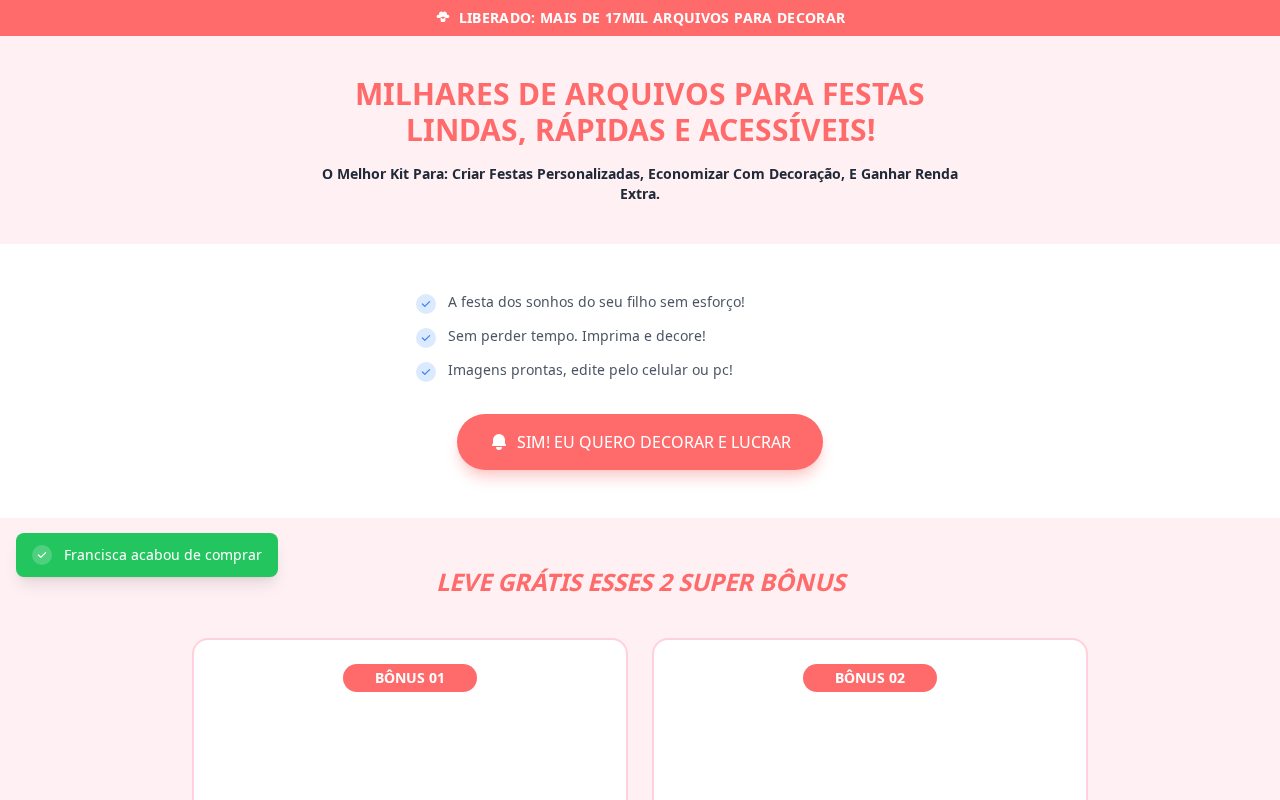 LIBERADO: MAIS DE 17MIL ARQUIVOS PARA DECORAR
MILHARES DE ARQUIVOS PARA FESTAS
LINDAS, RÁPIDAS E ACESSÍVEIS!
O Melhor Kit Para: Criar Festas Personalizadas, Economizar Com Decoração, E Ganhar Renda
Extra.
A festa dos sonhos do seu filho sem esforço!
Sem perder tempo. Imprima e decore!
Imagens prontas, edite pelo celular ou pc!
SIM! EU QUERO DECORAR E LUCRAR
Francisca acabou de comprar
LEVE GRÁTIS ESSES 2 SUPER BÔNUS
BÔNUS 01
BÔNUS 02